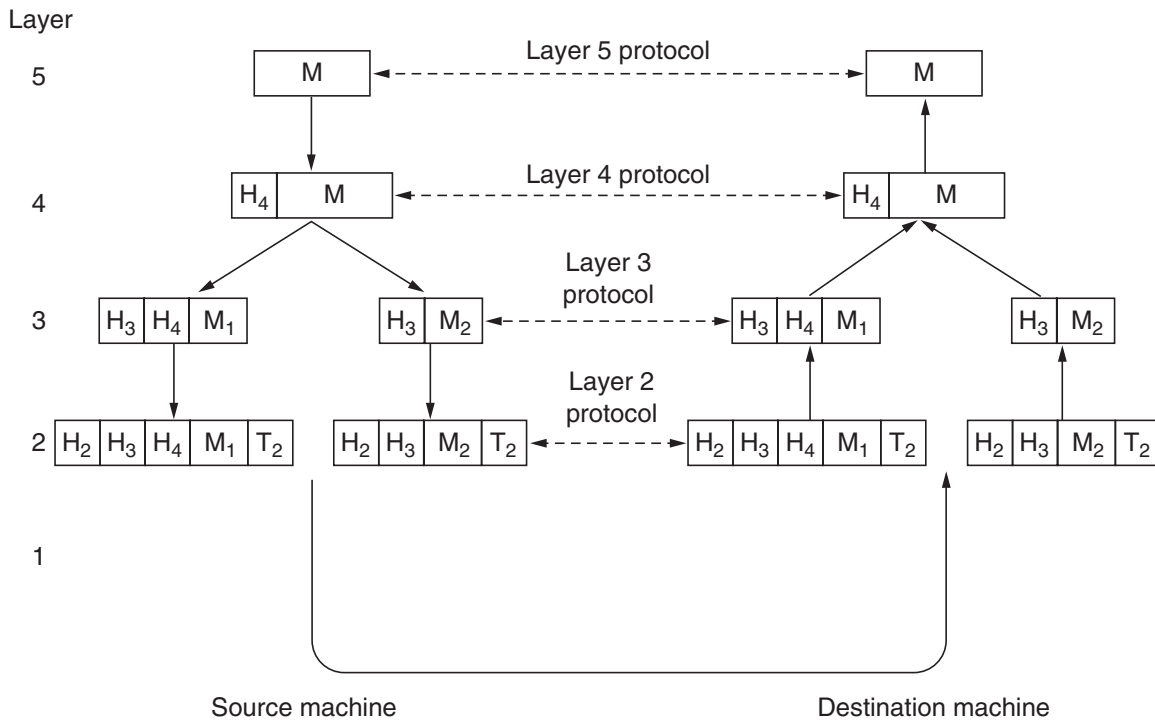 Layer
5 M Layer 5 protocol M
4 H₄ M Layer 4 protocol H₄ M
Layer 3
protocol
3 H₃ H₄ M₁ H₃ M₂ H₃ H₄ M₁ H₃ M₂
Layer 2
protocol
2 H₂ H₃ H₄ M₁ T₂ H₂ H₃ M₂ T₂ H₂ H₃ H₄ M₁ T₂ H₂ H₃ M₂ T₂
1
Source machine Destination machine